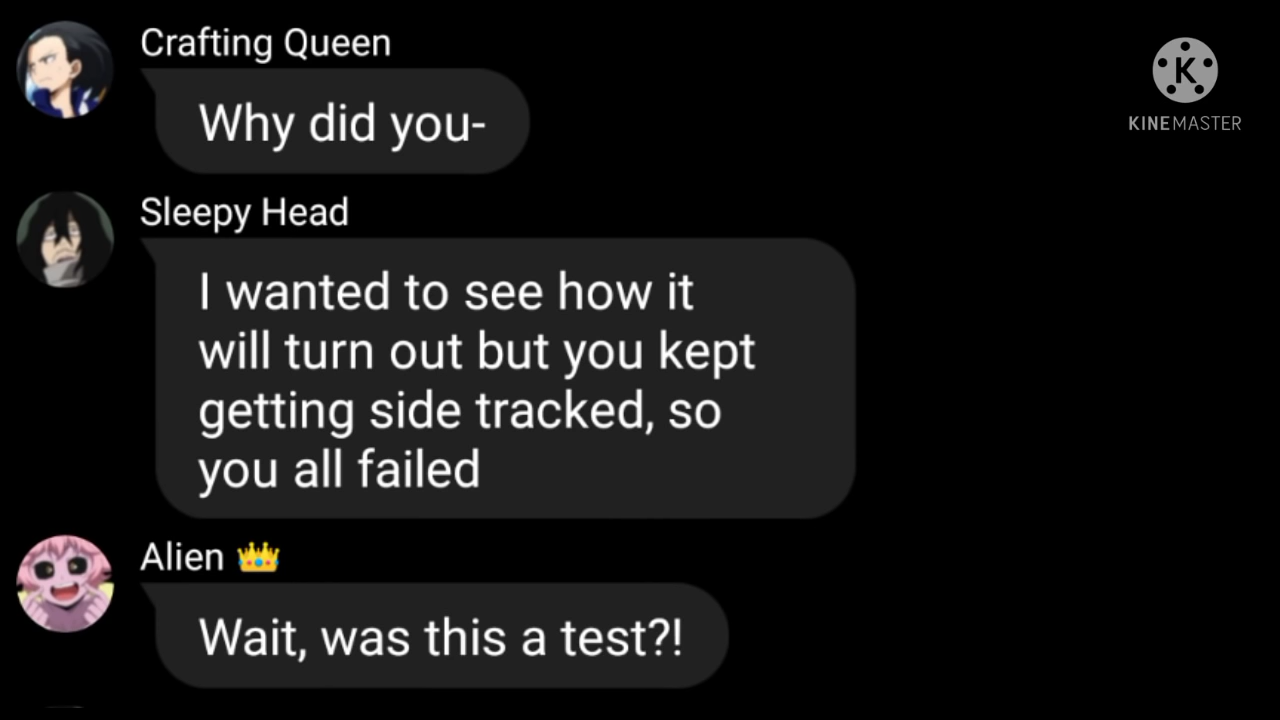 Crafting Queen
Why did you-
KINEMASTER
Sleepy Head
I wanted to see how it
will turn out but you kept
getting side tracked, so
you all failed
Alien 👑
Wait, was this a test?!